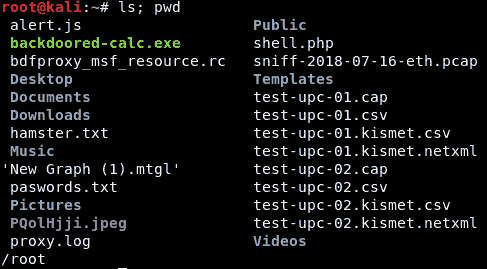 root@kali:~# ls; pwd
alert.js Public
backdoored-calc.exe shell.php
bdfproxy_msf_resource.rc sniff-2018-07-16-eth.pcap
Desktop Templates
Documents test-upc-01.cap
Downloads test-upc-01.csv
hamster.txt test-upc-01.kismet.csv
Music test-upc-01.kismet.netxml
'New Graph (1).mtgl' test-upc-02.cap
paswords.txt test-upc-02.csv
Pictures test-upc-02.kismet.csv
PQolHjji.jpeg test-upc-02.kismet.netxml
proxy.log Videos
/root